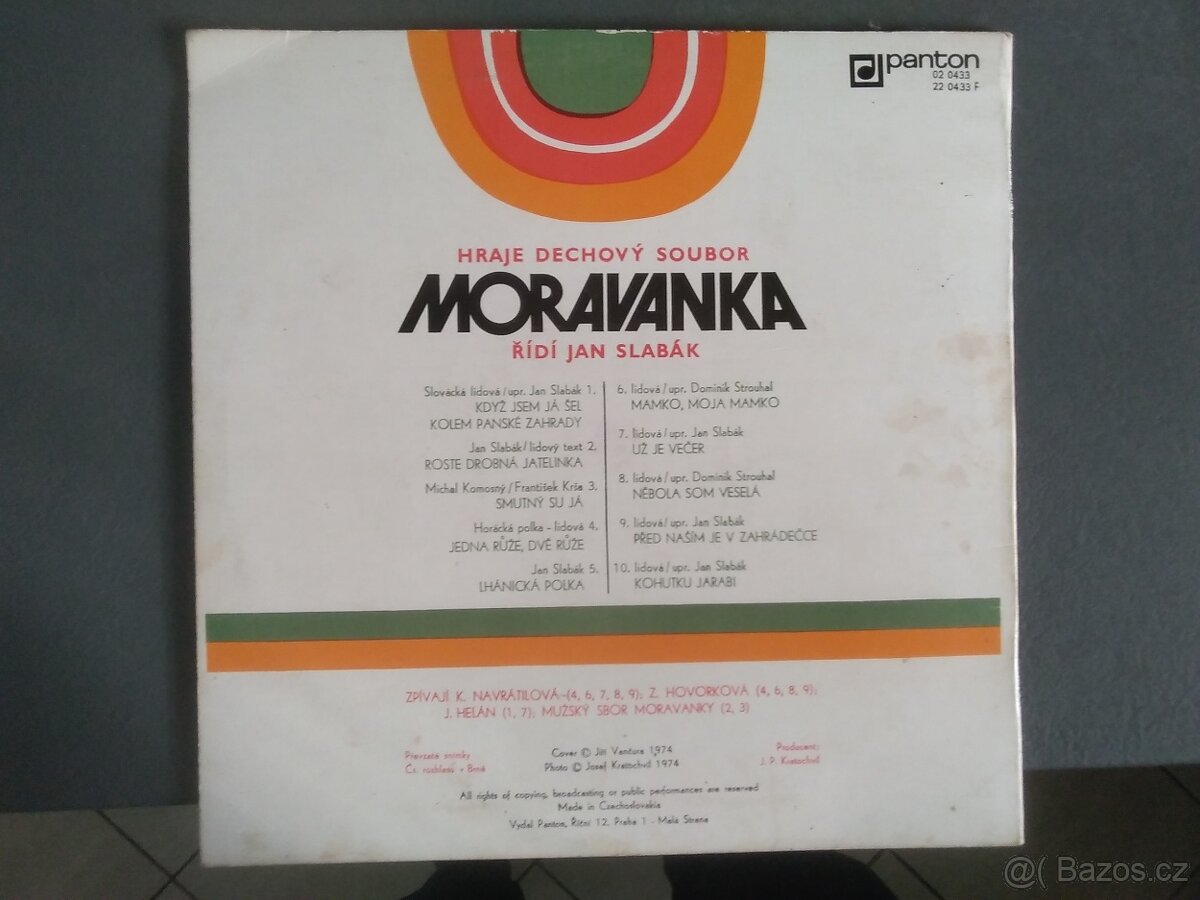 panton
02 0433
22 0433 F
HRAJE DECHOVÝ SOUBOR
MORAVANKA
ŘÍDÍ JAN SLABÁK
Slovácká lidová/upr. Jan Slabák 1.
KDYŽ JSEM JÁ ŠEL
KOLEM PANSKÉ ZAHRADY
Jan Slabák/lidový text 2.
ROSTE DROBNÁ JATELINKA
Michal Komosný/František Krša 3.
SMUTNÝ SU JÁ
Horácká polka - lidová 4.
JEDNA RŮŽE, DVĚ RŮŽE
Jan Slabák 5.
LHÁNICKÁ POLKA
6. lidová/upr. Dominik Strouhal
MAMKO, MOJA MAMKO
7. lidová/upr. Jan Slabák
UŽ JE VEČER
8. lidová/upr. Dominik Strouhal
NĚBOLA SOM VESELÁ
9. lidová/upr. Jan Slabák
PŘED NAŠÍM JE V ZAHRÁDEČCE
10. lidová/upr. Jan Slabák
KOHUTKU JARABÍ
ZPÍVAJÍ K. NAVRÁTILOVÁ-(4, 6, 7, 8, 9); Z. HOVORKOVÁ (4, 6, 8, 9);
J. HELÁN (1, 7); MUŽSKÝ SBOR MORAVANKY (2, 3)
Převzaté snímky
Čs. rozhlasu v Brně
Cover © Jiří Ventura 1974
Photo © Josef Kratochvil 1974
Producent:
J. P. Kratochvil
All rights of copying, broadcasting or public performances are reserved
Made in Czechoslovakia
Vydal Panton, Říční 12, Praha 1 - Malá Strana
@( Bazos.cz